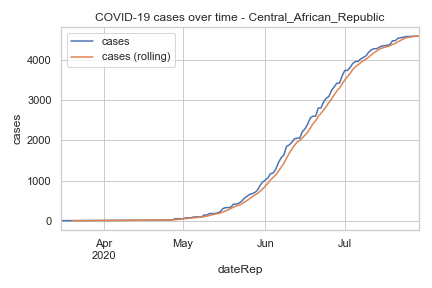 COVID-19 cases over time - Central_African_Republic
cases
cases (rolling)
cases
4000
3000
2000
1000
0
Apr
2020
May
Jun
Jul
dateRep